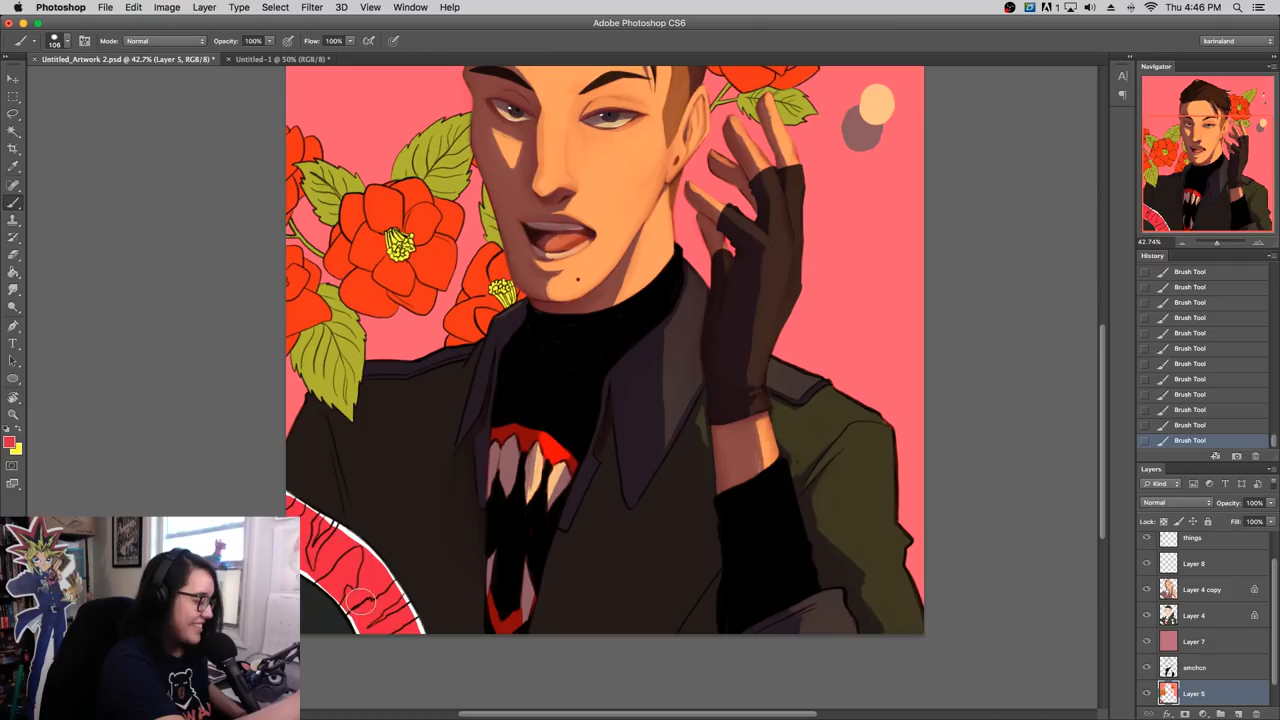 Photoshop File Edit Image Layer Type Select Filter 3D View Window Help
1 Thu 4:46 PM
Adobe Photoshop CS6
106 Mode: Normal Opacity: 100% Flow: 100% karinaland
Untitled_Artwork 2.psd @ 42.7% (Layer 5, RGB/8) * Untitled-1 @ 50% (RGB/8) *
Navigator
42.74%
History
Brush Tool
Brush Tool
Brush Tool
Brush Tool
Brush Tool
Brush Tool
Brush Tool
Brush Tool
Brush Tool
Brush Tool
Brush Tool
Brush Tool
Layers
Kind
Normal Opacity: 100%
Lock: Fill: 100%
things
Layer 8
Layer 4 copy
Layer 4
Layer 7
smchcn
Layer 5